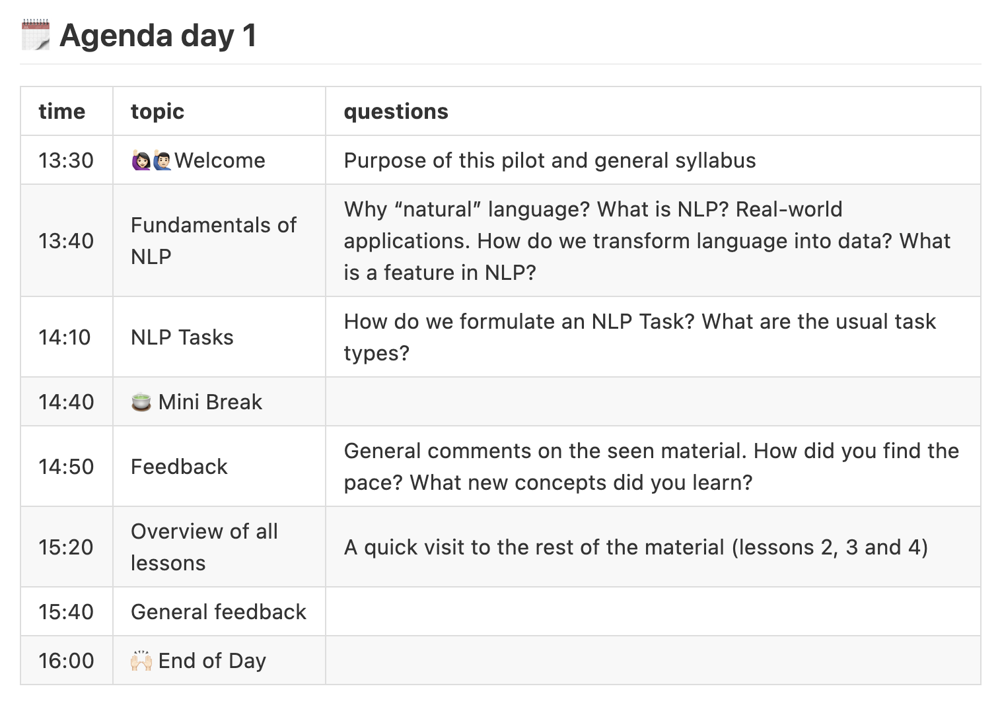 🗓️ Agenda day 1
time
topic
questions
13:30
🙋🏻‍♀️🙋🏻‍♂️Welcome
Purpose of this pilot and general syllabus
13:40
Fundamentals of
NLP
Why “natural” language? What is NLP? Real-world
applications. How do we transform language into data? What
is a feature in NLP?
14:10
NLP Tasks
How do we formulate an NLP Task? What are the usual task
types?
14:40
🍵 Mini Break
14:50
Feedback
General comments on the seen material. How did you find the
pace? What new concepts did you learn?
15:20
Overview of all
lessons
A quick visit to the rest of the material (lessons 2, 3 and 4)
15:40
General feedback
16:00
🙌🏻 End of Day